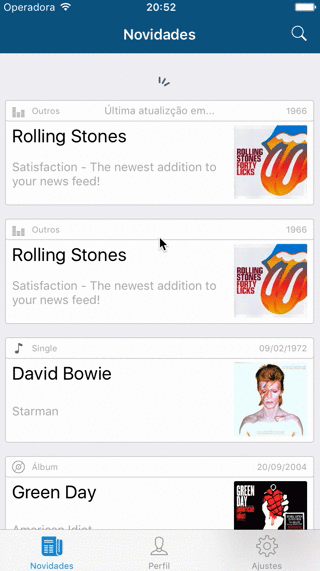 Operadora 20:52
Novidades
Outros Última atualizção em... 1966
Rolling Stones
Satisfaction - The newest addition to
your news feed!
ROLLING
STONES
FORTY
LICKS
Outros 1966
Rolling Stones
Satisfaction - The newest addition to
your news feed!
ROLLING
STONES
FORTY
LICKS
Single 09/02/1972
David Bowie
Starman
Álbum 20/09/2004
Green Day
American Idiot
GREEN
DAY
Novidades Perfil Ajustes